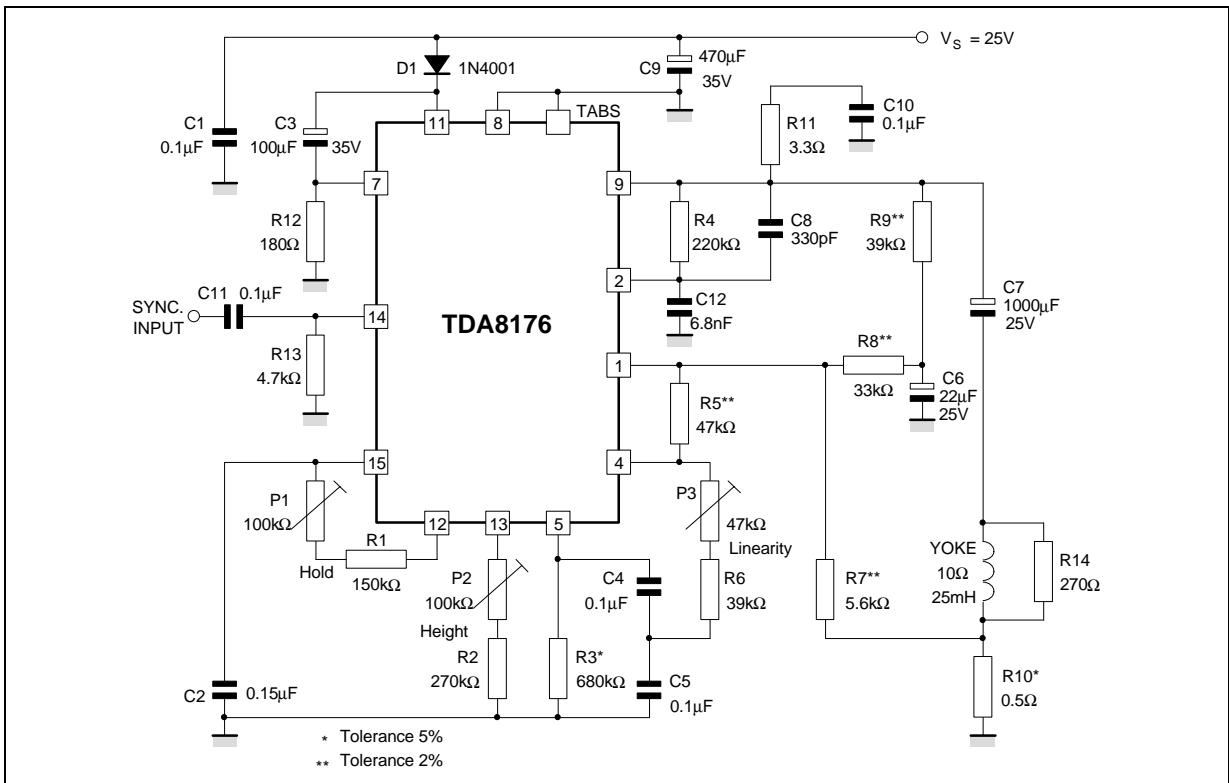 V_S = 25V
D1
1N4001
470µF
C9
35V
TABS
C10
0.1µF
R11
3.3Ω
C1
0.1µF
C3
100µF
35V
11
8
7
9
R12
180Ω
R4
220kΩ
C8
330pF
R9**
39kΩ
2
C7
1000µF
25V
C11
0.1µF
SYNC.
INPUT
14
TDA8176
C12
6.8nF
R13
4.7kΩ
1
R8**
33kΩ
C6
22µF
25V
R5**
47kΩ
15
4
P1
100kΩ
P3
47kΩ
Linearity
12
13
5
R1
150kΩ
Hold
P2
100kΩ
Height
C4
0.1µF
R6
39kΩ
R7**
5.6kΩ
YOKE
10Ω
25mH
R14
270Ω
R2
270kΩ
R3*
680kΩ
C5
0.1µF
R10*
0.5Ω
C2
0.15µF
* Tolerance 5%
** Tolerance 2%